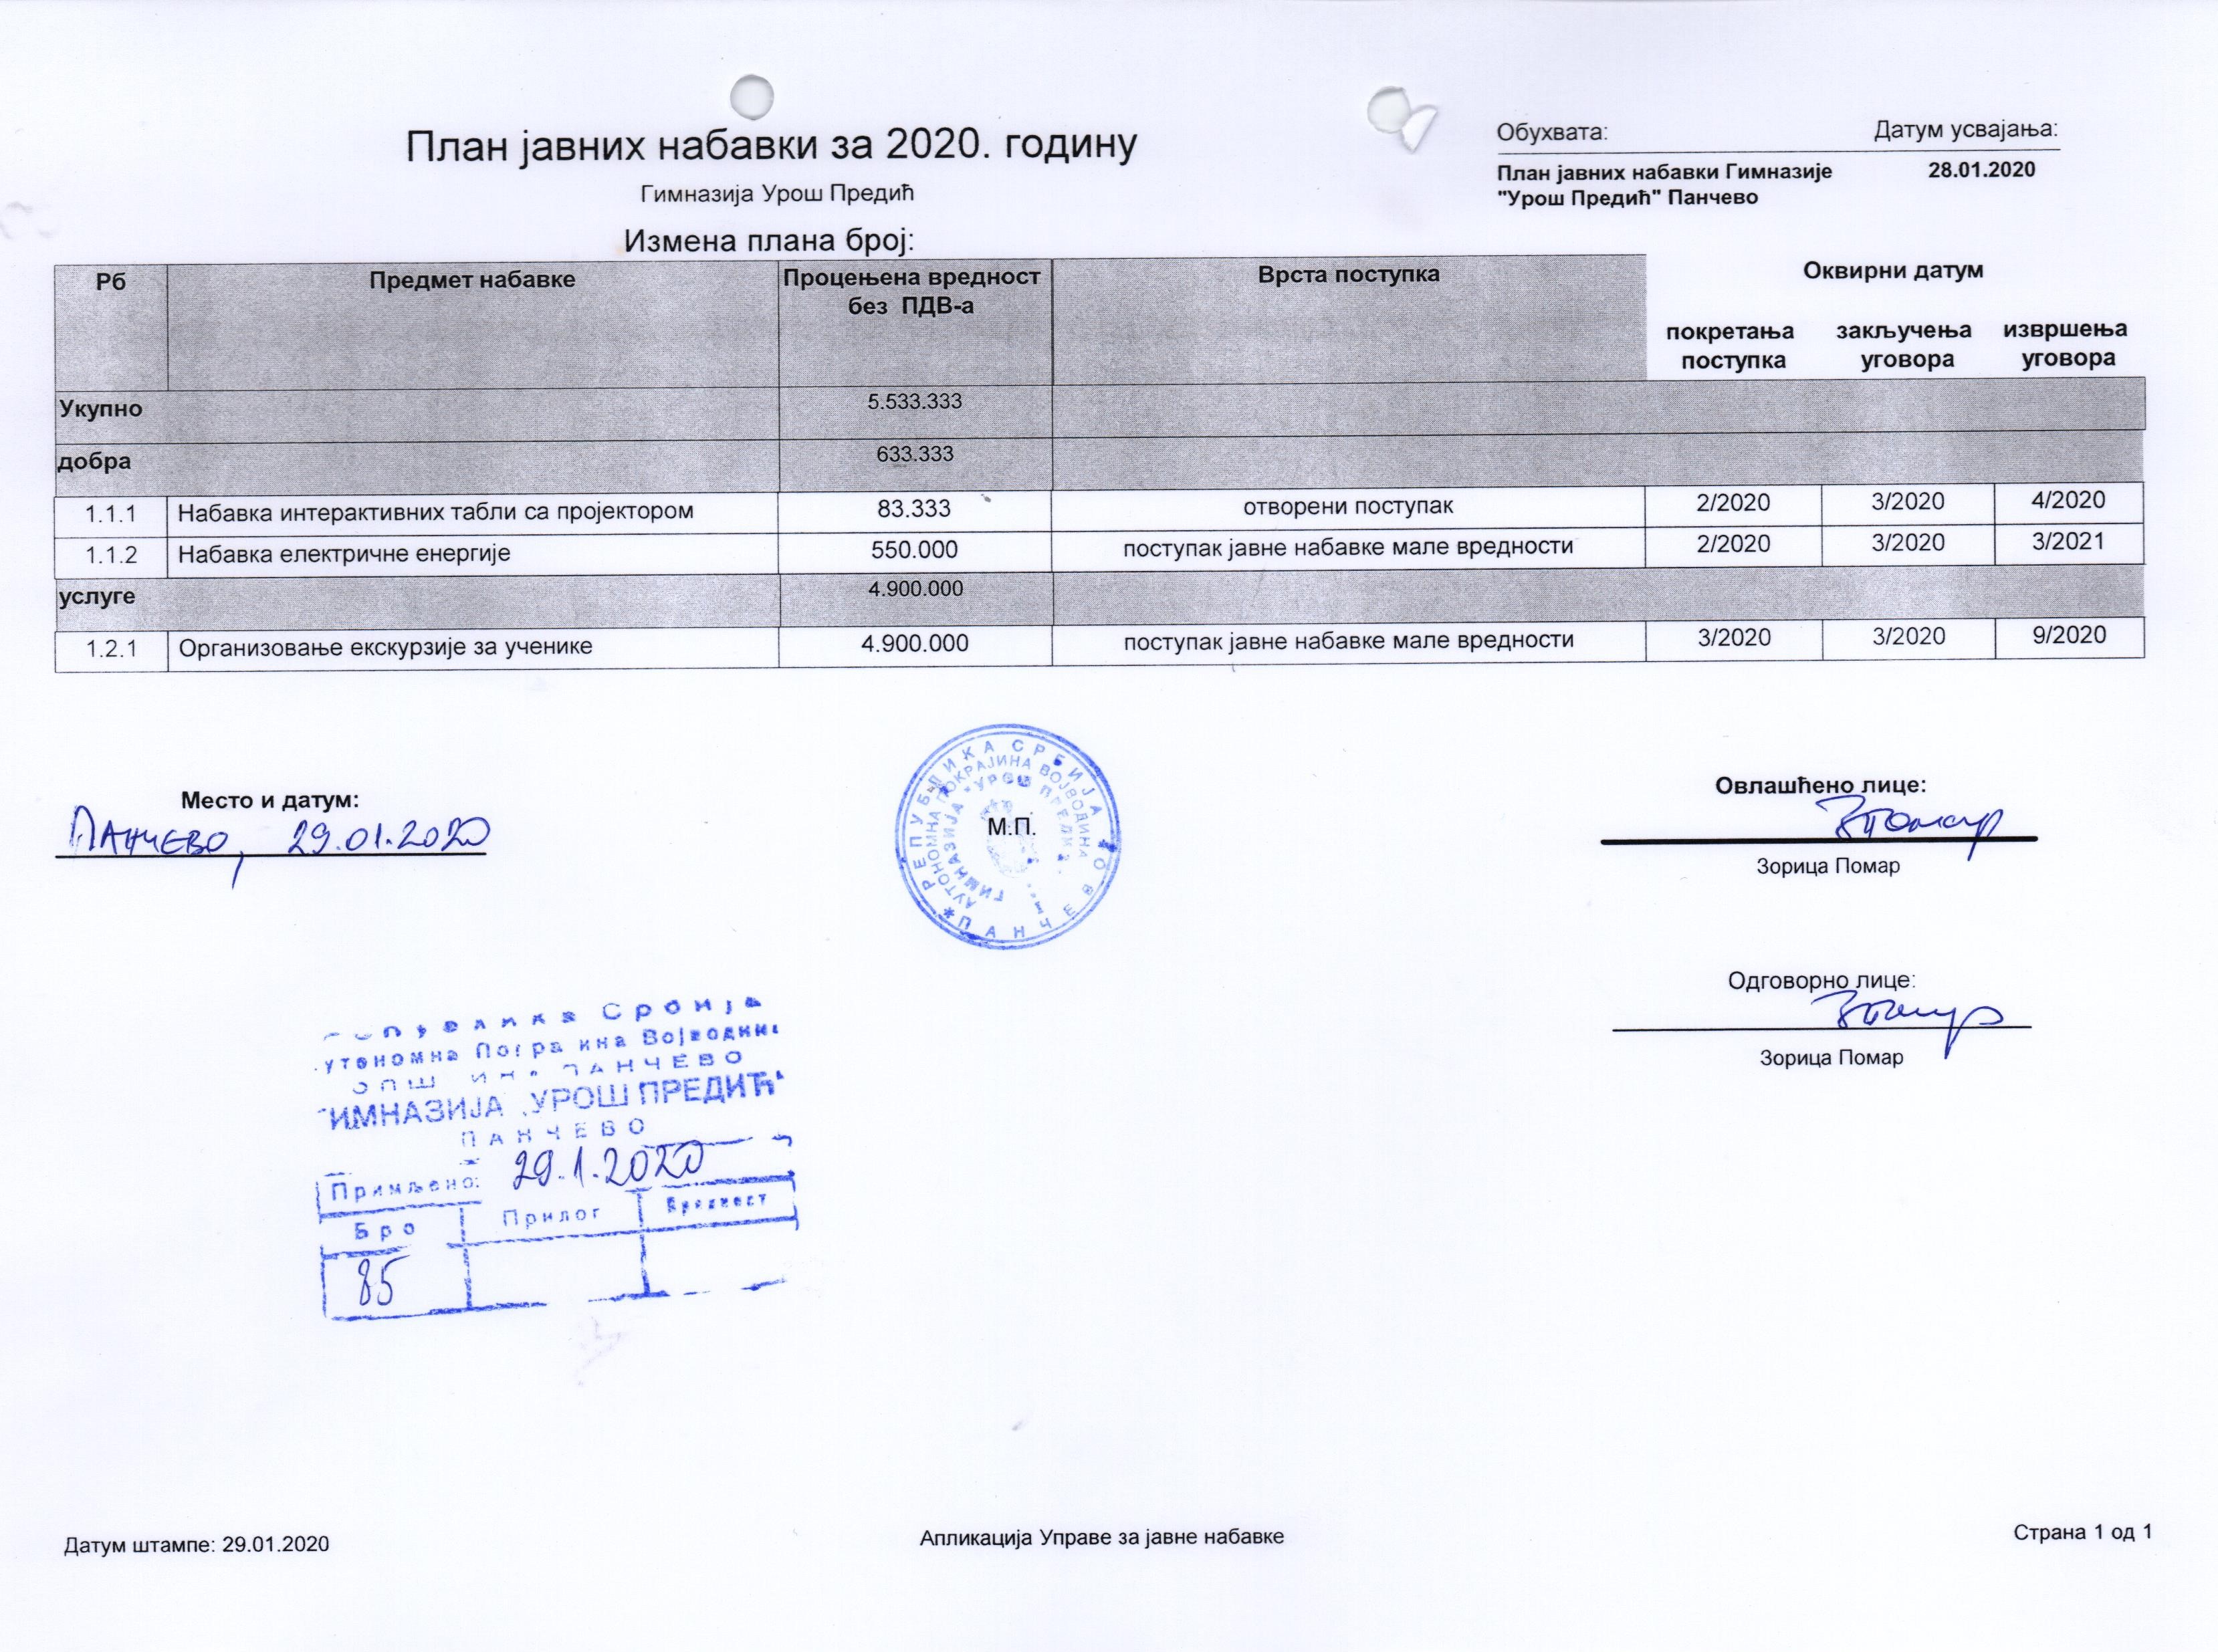 План јавних набавки за 2020. годину
Гимназија Урош Предић
Измена плана број:
Обухвата: Датум усвајања:
План јавних набавки Гимназије 28.01.2020
"Урош Предић" Панчево
Рб Предмет набавке Процењена вредност без ПДВ-а Врста поступка Оквирни датум
покретања поступка закључења уговора извршења уговора
Укупно 5.533.333
добра 633.333
1.1.1 Набавка интерактивних табли са пројектором 83.333 отворени поступак 2/2020 3/2020 4/2020
1.1.2 Набавка електричне енергије 550.000 поступак јавне набавке мале вредности 2/2020 3/2020 3/2021
услуге 4.900.000
1.2.1 Организовање екскурзије за ученике 4.900.000 поступак јавне набавке мале вредности 3/2020 3/2020 9/2020
Место и датум:
Панчево, 29.01.2020
РЕПУБЛИКА СРБИЈА
АУТОНОМНА ПОКРАЈИНА ВОЈВОДИНА
ГИМНАЗИЈА "УРОШ
ПАНЧЕВО
М.П.
Овлашћено лице:
Зорица Помар
Одговорно лице:
Зорица Помар
Србија
Војводина
ПАНЧЕВО
ИМНАЗИЈА УРОШ ПРЕДИЋ
ПАНЧЕВО
Примљено: 29.1.2020
Бро Прилог Вредност
85
Датум штампе: 29.01.2020
Апликација Управе за јавне набавке
Страна 1 од 1